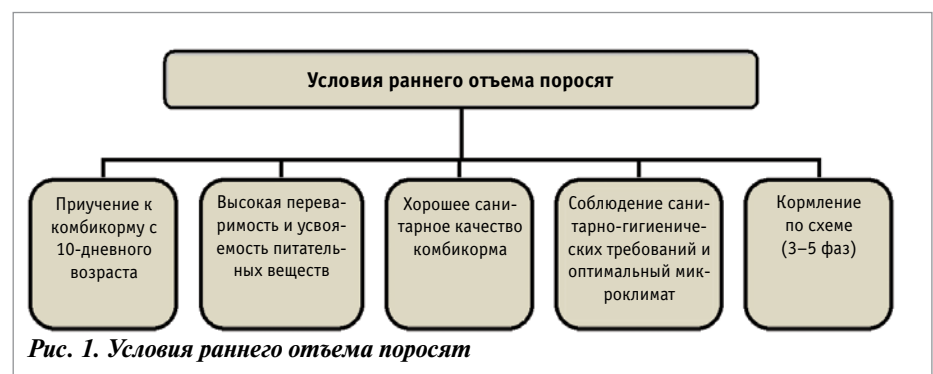 Условия раннего отъема поросят
Приучение к
комбикорму с
10-дневного
возраста
Высокая перева-
римость и усвоя-
емость питатель-
ных веществ
Хорошее сани-
тарное качество
комбикорма
Соблюдение сани-
тарно-гигиениче-
ских требований и
оптимальный мик-
роклимат
Кормление
по схеме
(3–5 фаз)
Рис. 1. Условия раннего отъема поросят